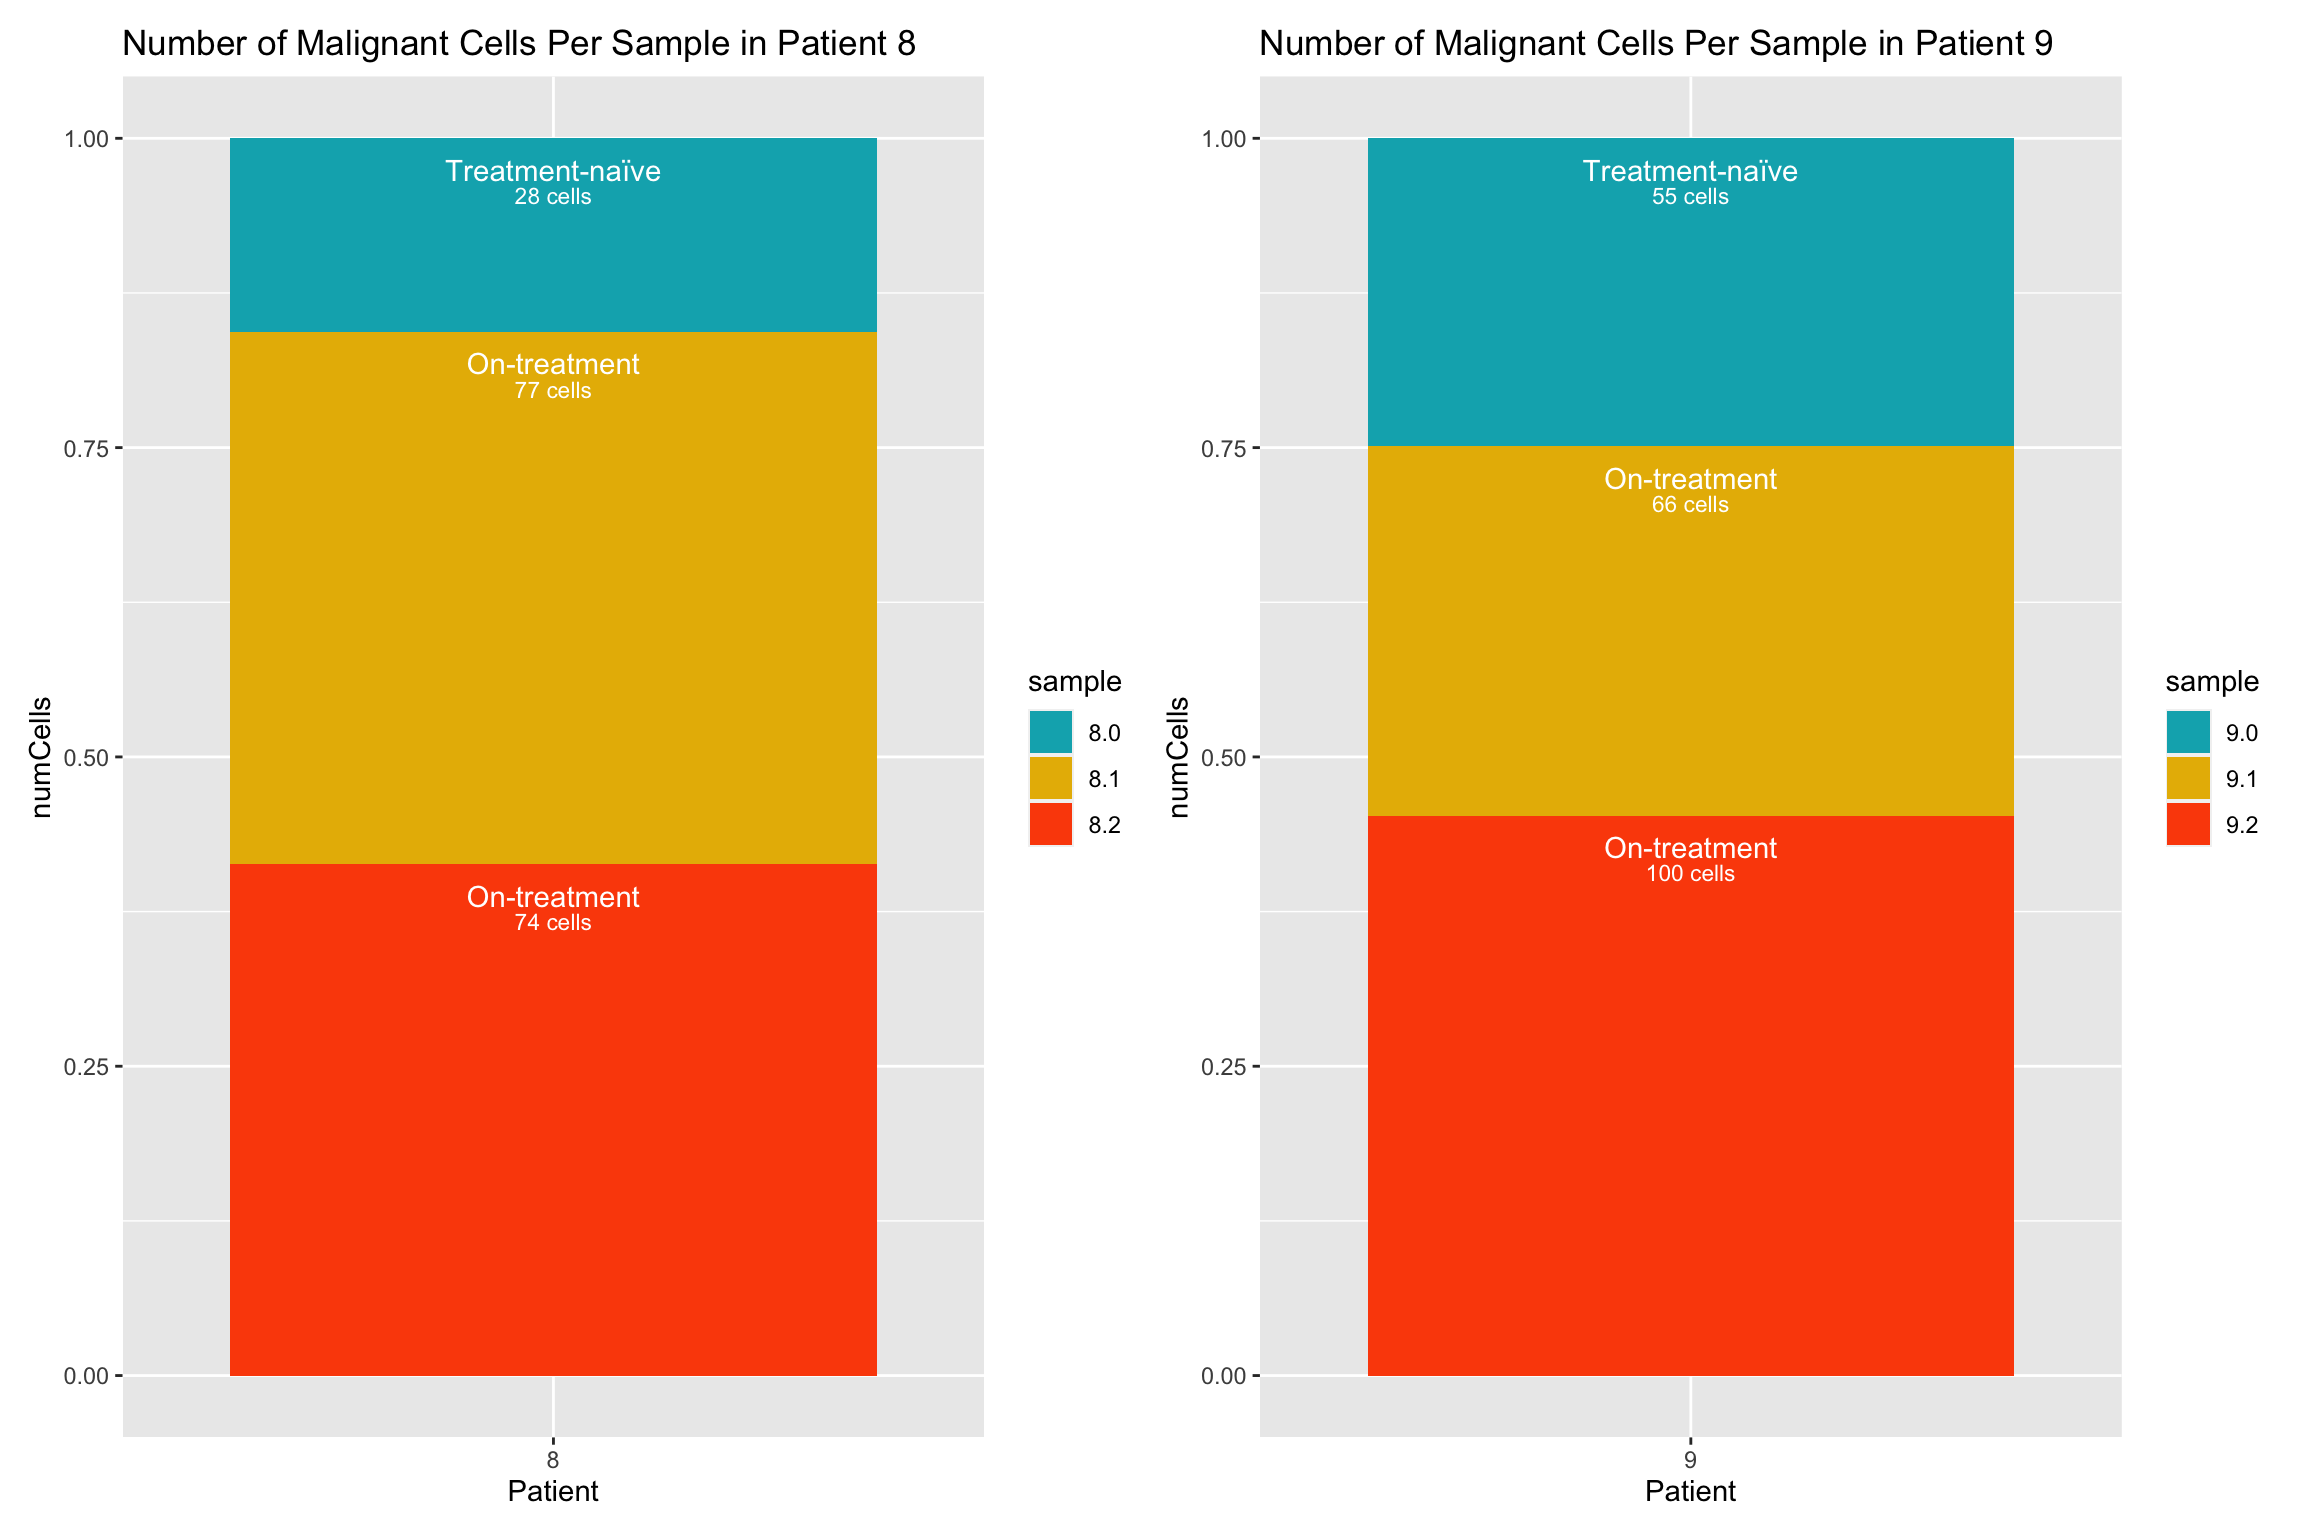 Number of Malignant Cells Per Sample in Patient 8
1.00
0.75
0.50
0.25
0.00
numCells
Treatment-naïve
28 cells
On-treatment
77 cells
On-treatment
74 cells
8
Patient
sample
8.0
8.1
8.2
Number of Malignant Cells Per Sample in Patient 9
1.00
0.75
0.50
0.25
0.00
numCells
Treatment-naïve
55 cells
On-treatment
66 cells
On-treatment
100 cells
9
Patient
sample
9.0
9.1
9.2